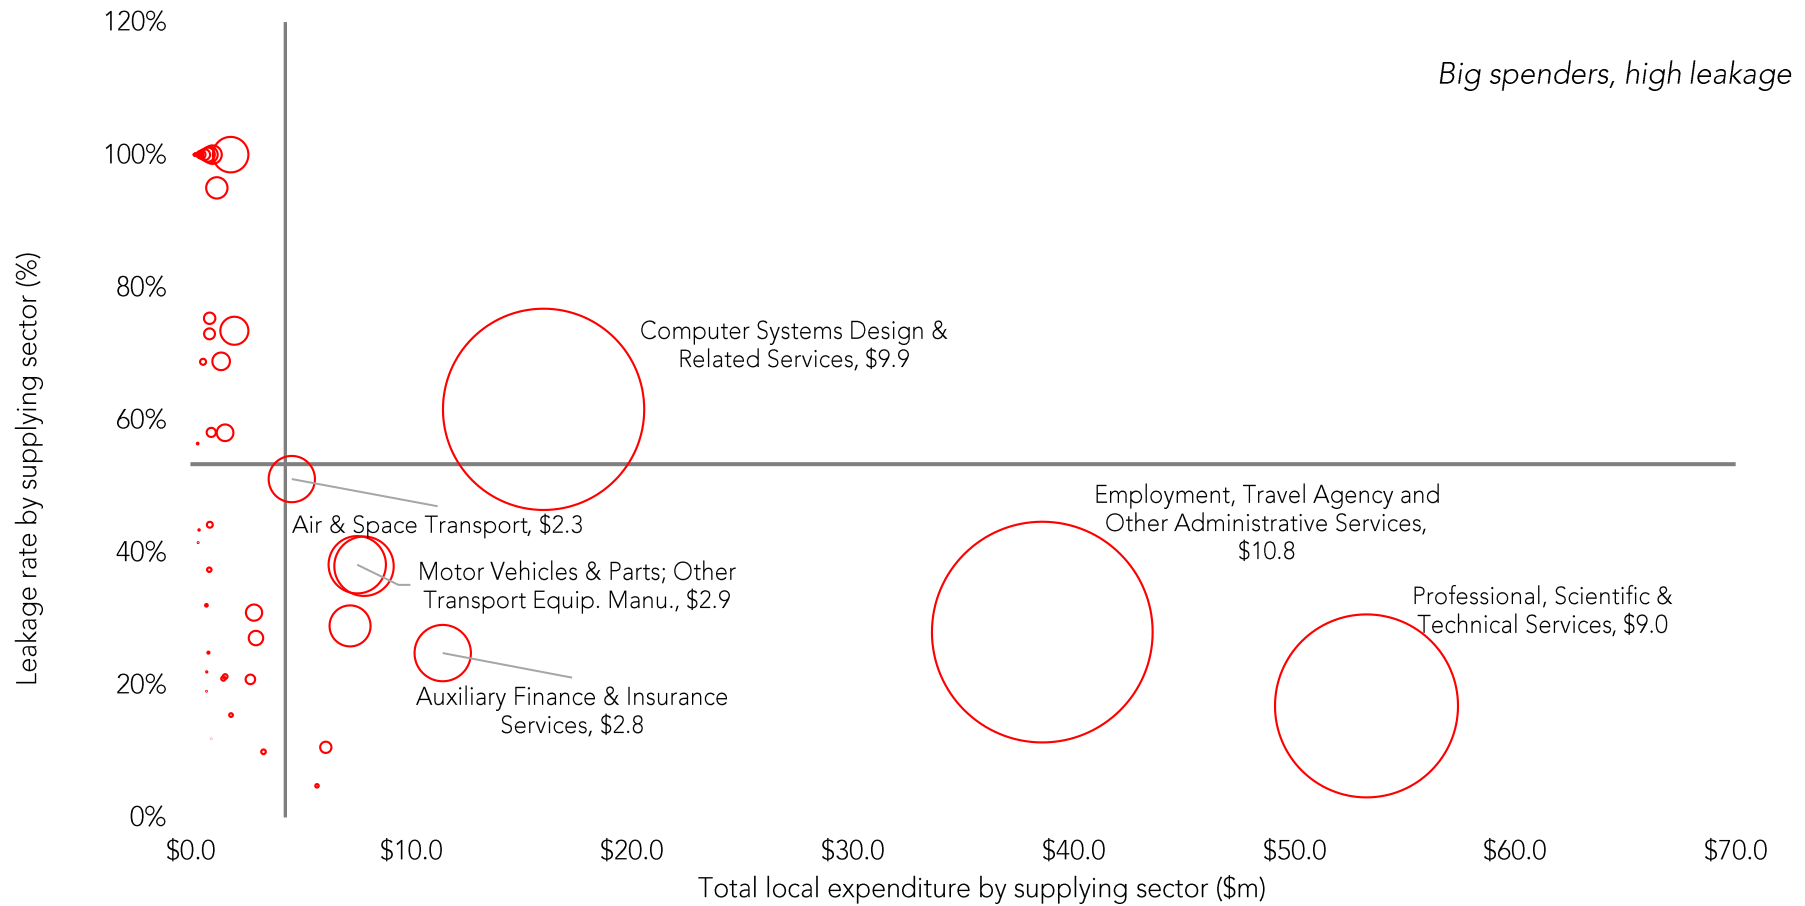 120%
Big spenders, high leakage
100%
80%
Computer Systems Design &
Related Services, $9.9
60%
Employment, Travel Agency and
Other Administrative Services,
$10.8
Air & Space Transport, $2.3
40%
Motor Vehicles & Parts; Other
Transport Equip. Manu., $2.9
Professional, Scientific &
Technical Services, $9.0
20%
Auxiliary Finance & Insurance
Services, $2.8
0%
Leakage rate by supplying sector (%)
$0.0 $10.0 $20.0 $30.0 $40.0 $50.0 $60.0 $70.0
Total local expenditure by supplying sector ($m)